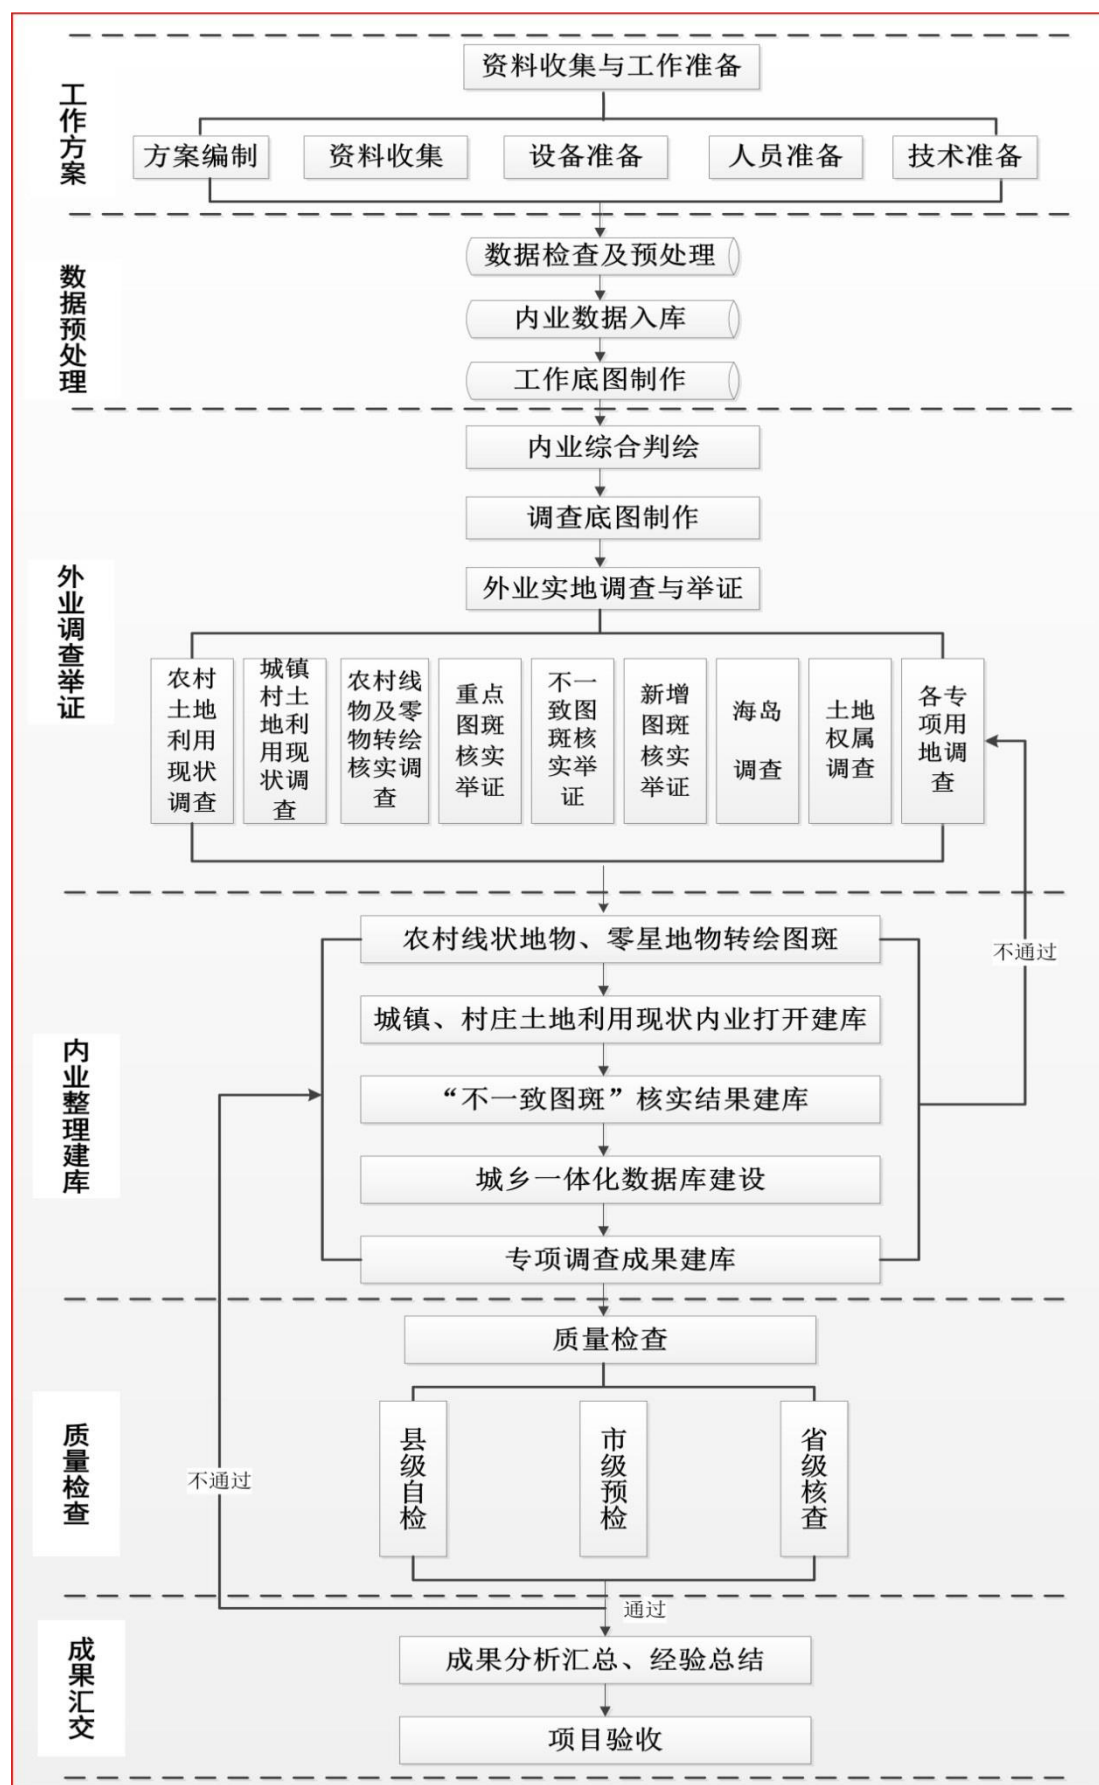 工作方案
资料收集与工作准备
方案编制
资料收集
设备准备
人员准备
技术准备
数据预处理
数据检查及预处理
内业数据入库
工作底图制作
外业调查举证
内业综合判绘
调查底图制作
外业实地调查与举证
农村
土地
利用
现状
调查
城镇
村土
地利
用现
状调
查
农村线
物及零
物转绘
核实调
查
重点
图斑
核实
举证
不一
致图
斑核
实举
证
新增
图斑
核实
举证
海岛
调查
土地
权属
调查
各专
项用
地调
查
不通过
内业整理建库
农村线状地物、零星地物转绘图斑
城镇、村庄土地利用现状内业打开建库
“不一致图斑”核实结果建库
城乡一体化数据库建设
专项调查成果建库
质量检查
质量检查
县级自检
市级预检
省级核查
不通过
通过
成果汇交
成果分析汇总、经验总结
项目验收